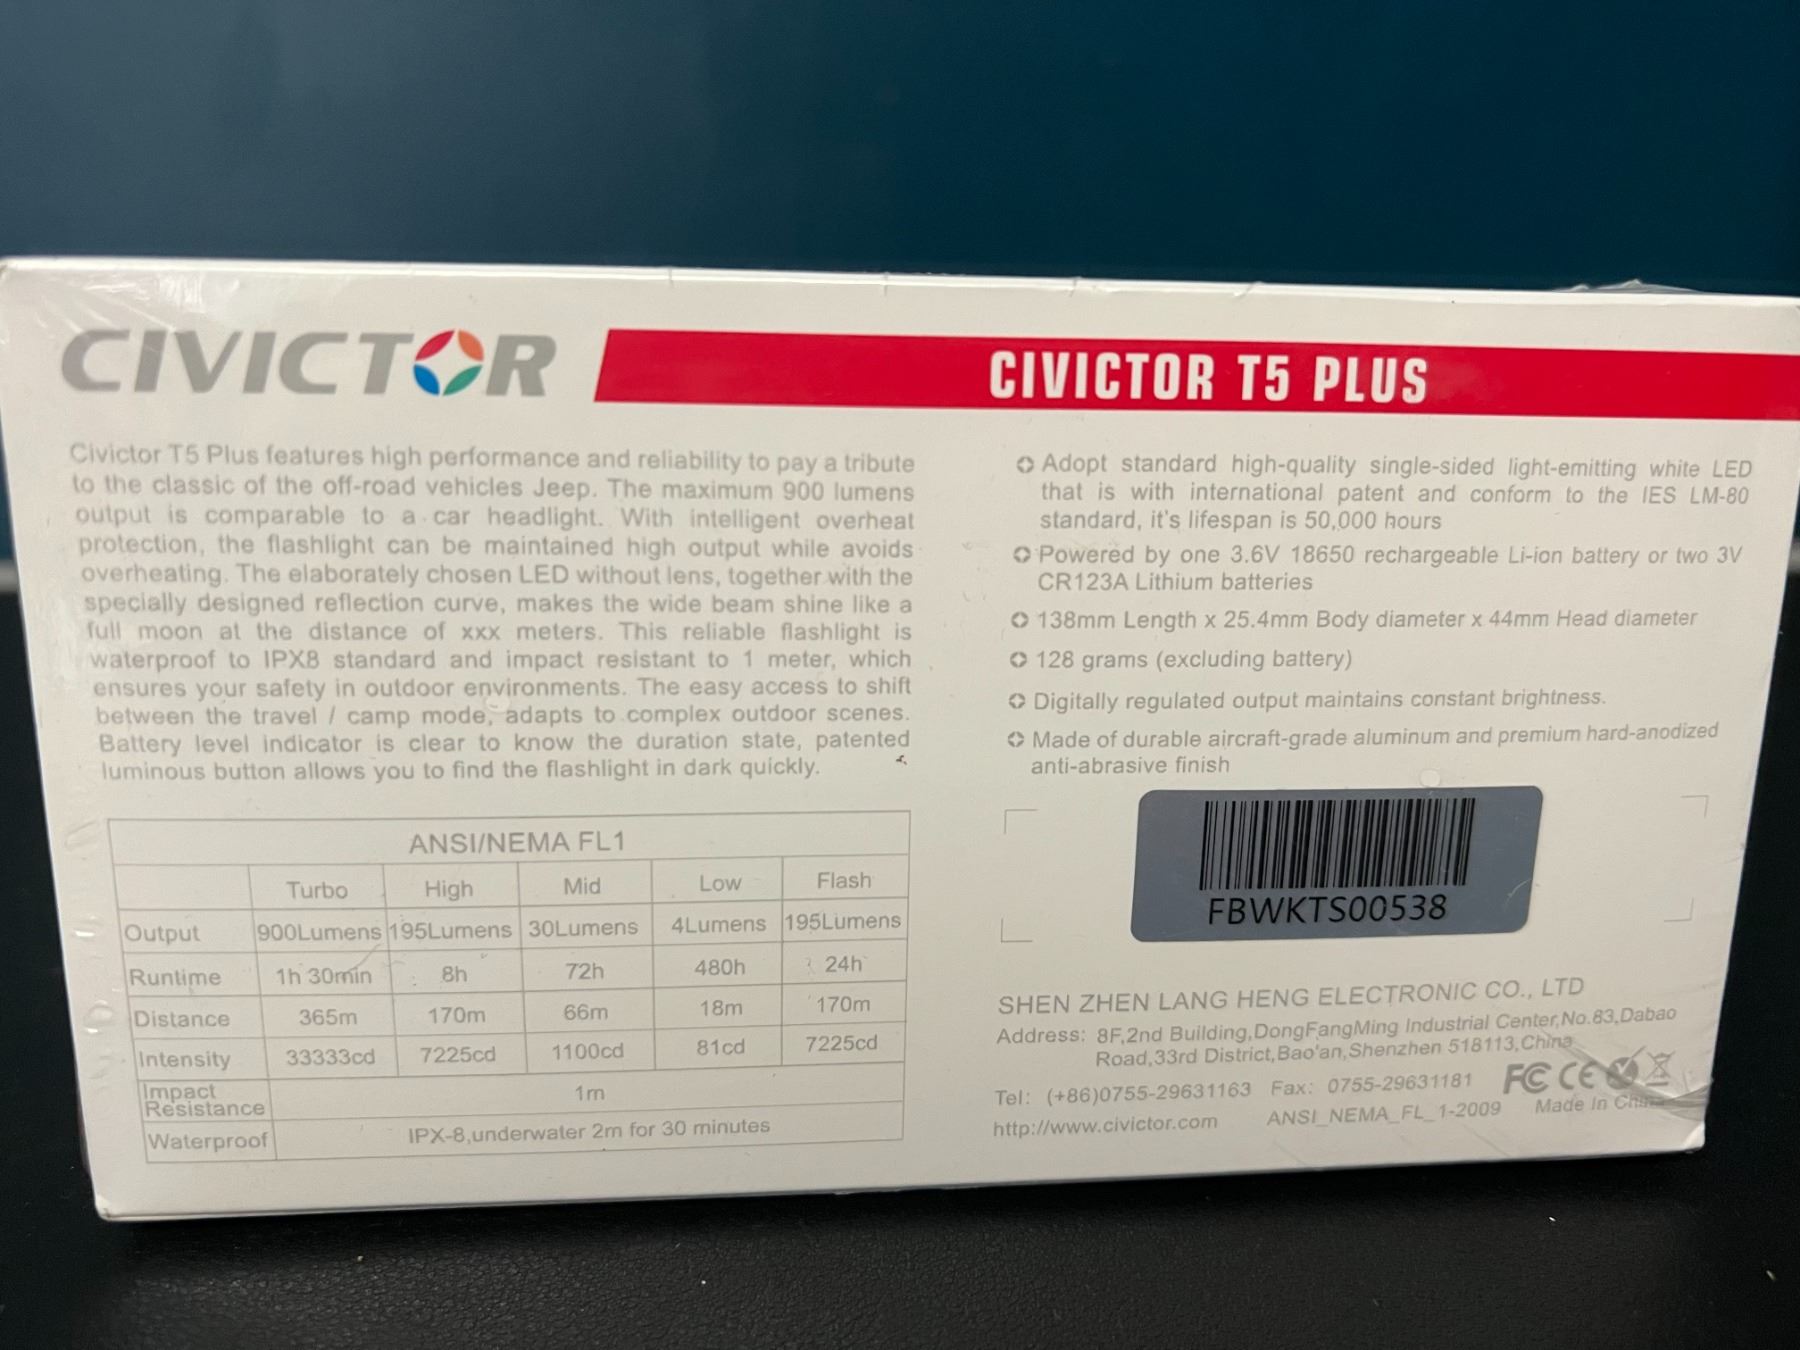 CIVICTOR
CIVICTOR T5 PLUS
Civictor T5 Plus features high performance and reliability to pay a tribute
to the classic of the off-road vehicles Jeep. The maximum 900 lumens
output is comparable to a car headlight. With intelligent overheat
protection, the flashlight can be maintained high output while avoids
overheating. The elaborately chosen LED without lens, together with the
specially designed reflection curve, makes the wide beam shine like a
full moon at the distance of xxx meters. This reliable flashlight is
waterproof to IPX8 standard and impact resistant to 1 meter, which
ensures your safety in outdoor environments. The easy access to shift
between the travel / camp mode, adapts to complex outdoor scenes.
Battery level indicator is clear to know the duration state, patented
luminous button allows you to find the flashlight in dark quickly.
ANSI/NEMA FL1
Turbo High Mid Low Flash
Output 900Lumens 195Lumens 30Lumens 4Lumens 195Lumens
Runtime 1h 30min 8h 72h 480h 24h
Distance 365m 170m 66m 18m 170m
Intensity 33333cd 7225cd 1100cd 81cd 7225cd
Impact
Resistance 1m
Waterproof IPX-8,underwater 2m for 30 minutes
Adopt standard high-quality single-sided light-emitting white LED
that is with international patent and conform to the IES LM-80
standard, it's lifespan is 50,000 hours
Powered by one 3.6V 18650 rechargeable Li-ion battery or two 3V
CR123A Lithium batteries
138mm Length x 25.4mm Body diameter x 44mm Head diameter
128 grams (excluding battery)
Digitally regulated output maintains constant brightness.
Made of durable aircraft-grade aluminum and premium hard-anodized
anti-abrasive finish
FBWKTS00538
SHEN ZHEN LANG HENG ELECTRONIC CO., LTD
Address: 8F,2nd Building,DongFangMing Industrial Center,No.83,Dabao
Road,33rd District,Bao'an,Shenzhen 518113,China
Tel: (+86)0755-29631163 Fax: 0755-29631181 FC CE
http://www.civictor.com ANSI_NEMA_FL_1-2009 Made In China